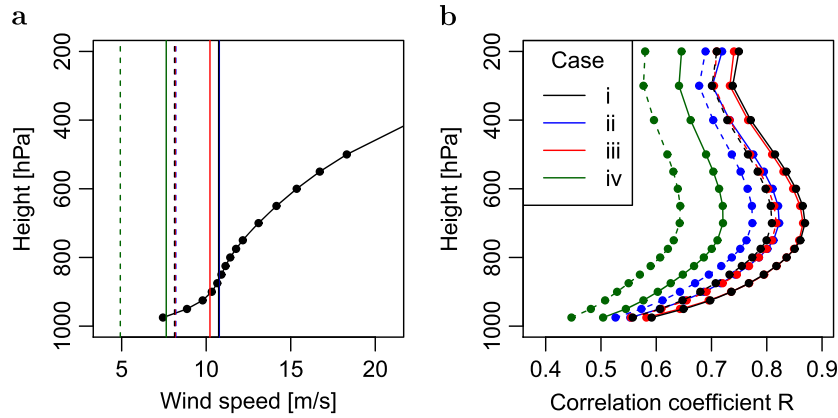 a
200
400
600
800
1000
Height [hPa]
5
10
15
20
Wind speed [m/s]
b
200
400
600
800
1000
Height [hPa]
Case
i
ii
iii
iv
0.4
0.5
0.6
0.7
0.8
0.9
Correlation coefficient R